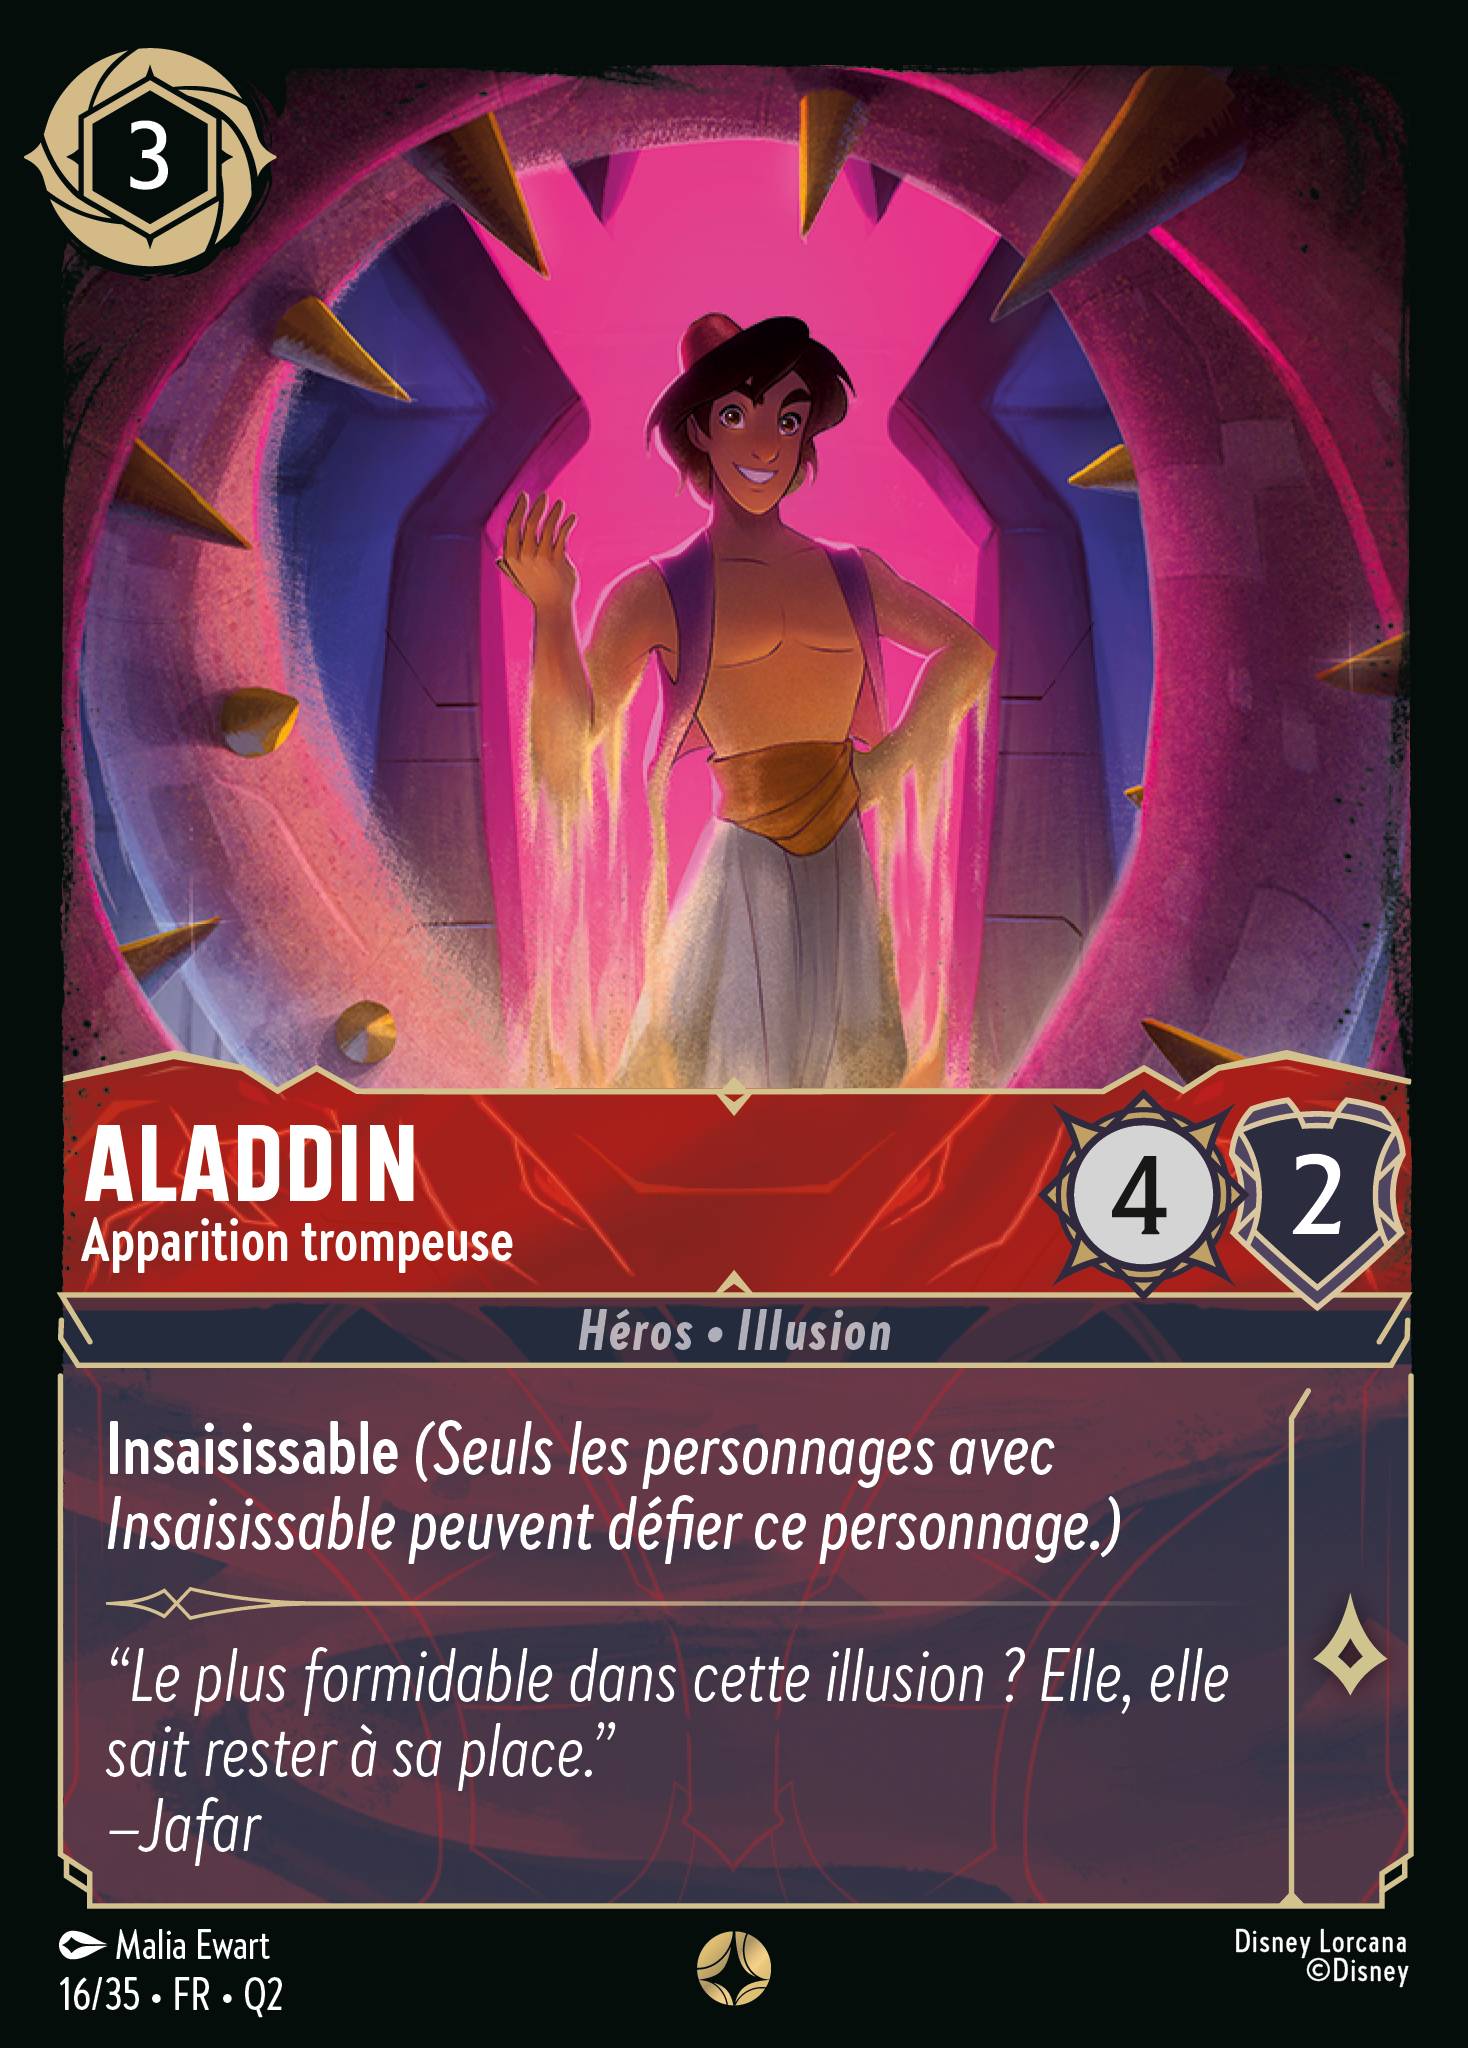 3
ALADDIN
Apparition trompeuse
4
2
Héros • Illusion
Insaisissable (Seuls les personnages avec
Insaisissable peuvent défier ce personnage.)
“Le plus formidable dans cette illusion ? Elle, elle
sait rester à sa place.”
–Jafar
Malia Ewart
16/35 • FR • Q2
Disney Lorcana
©Disney